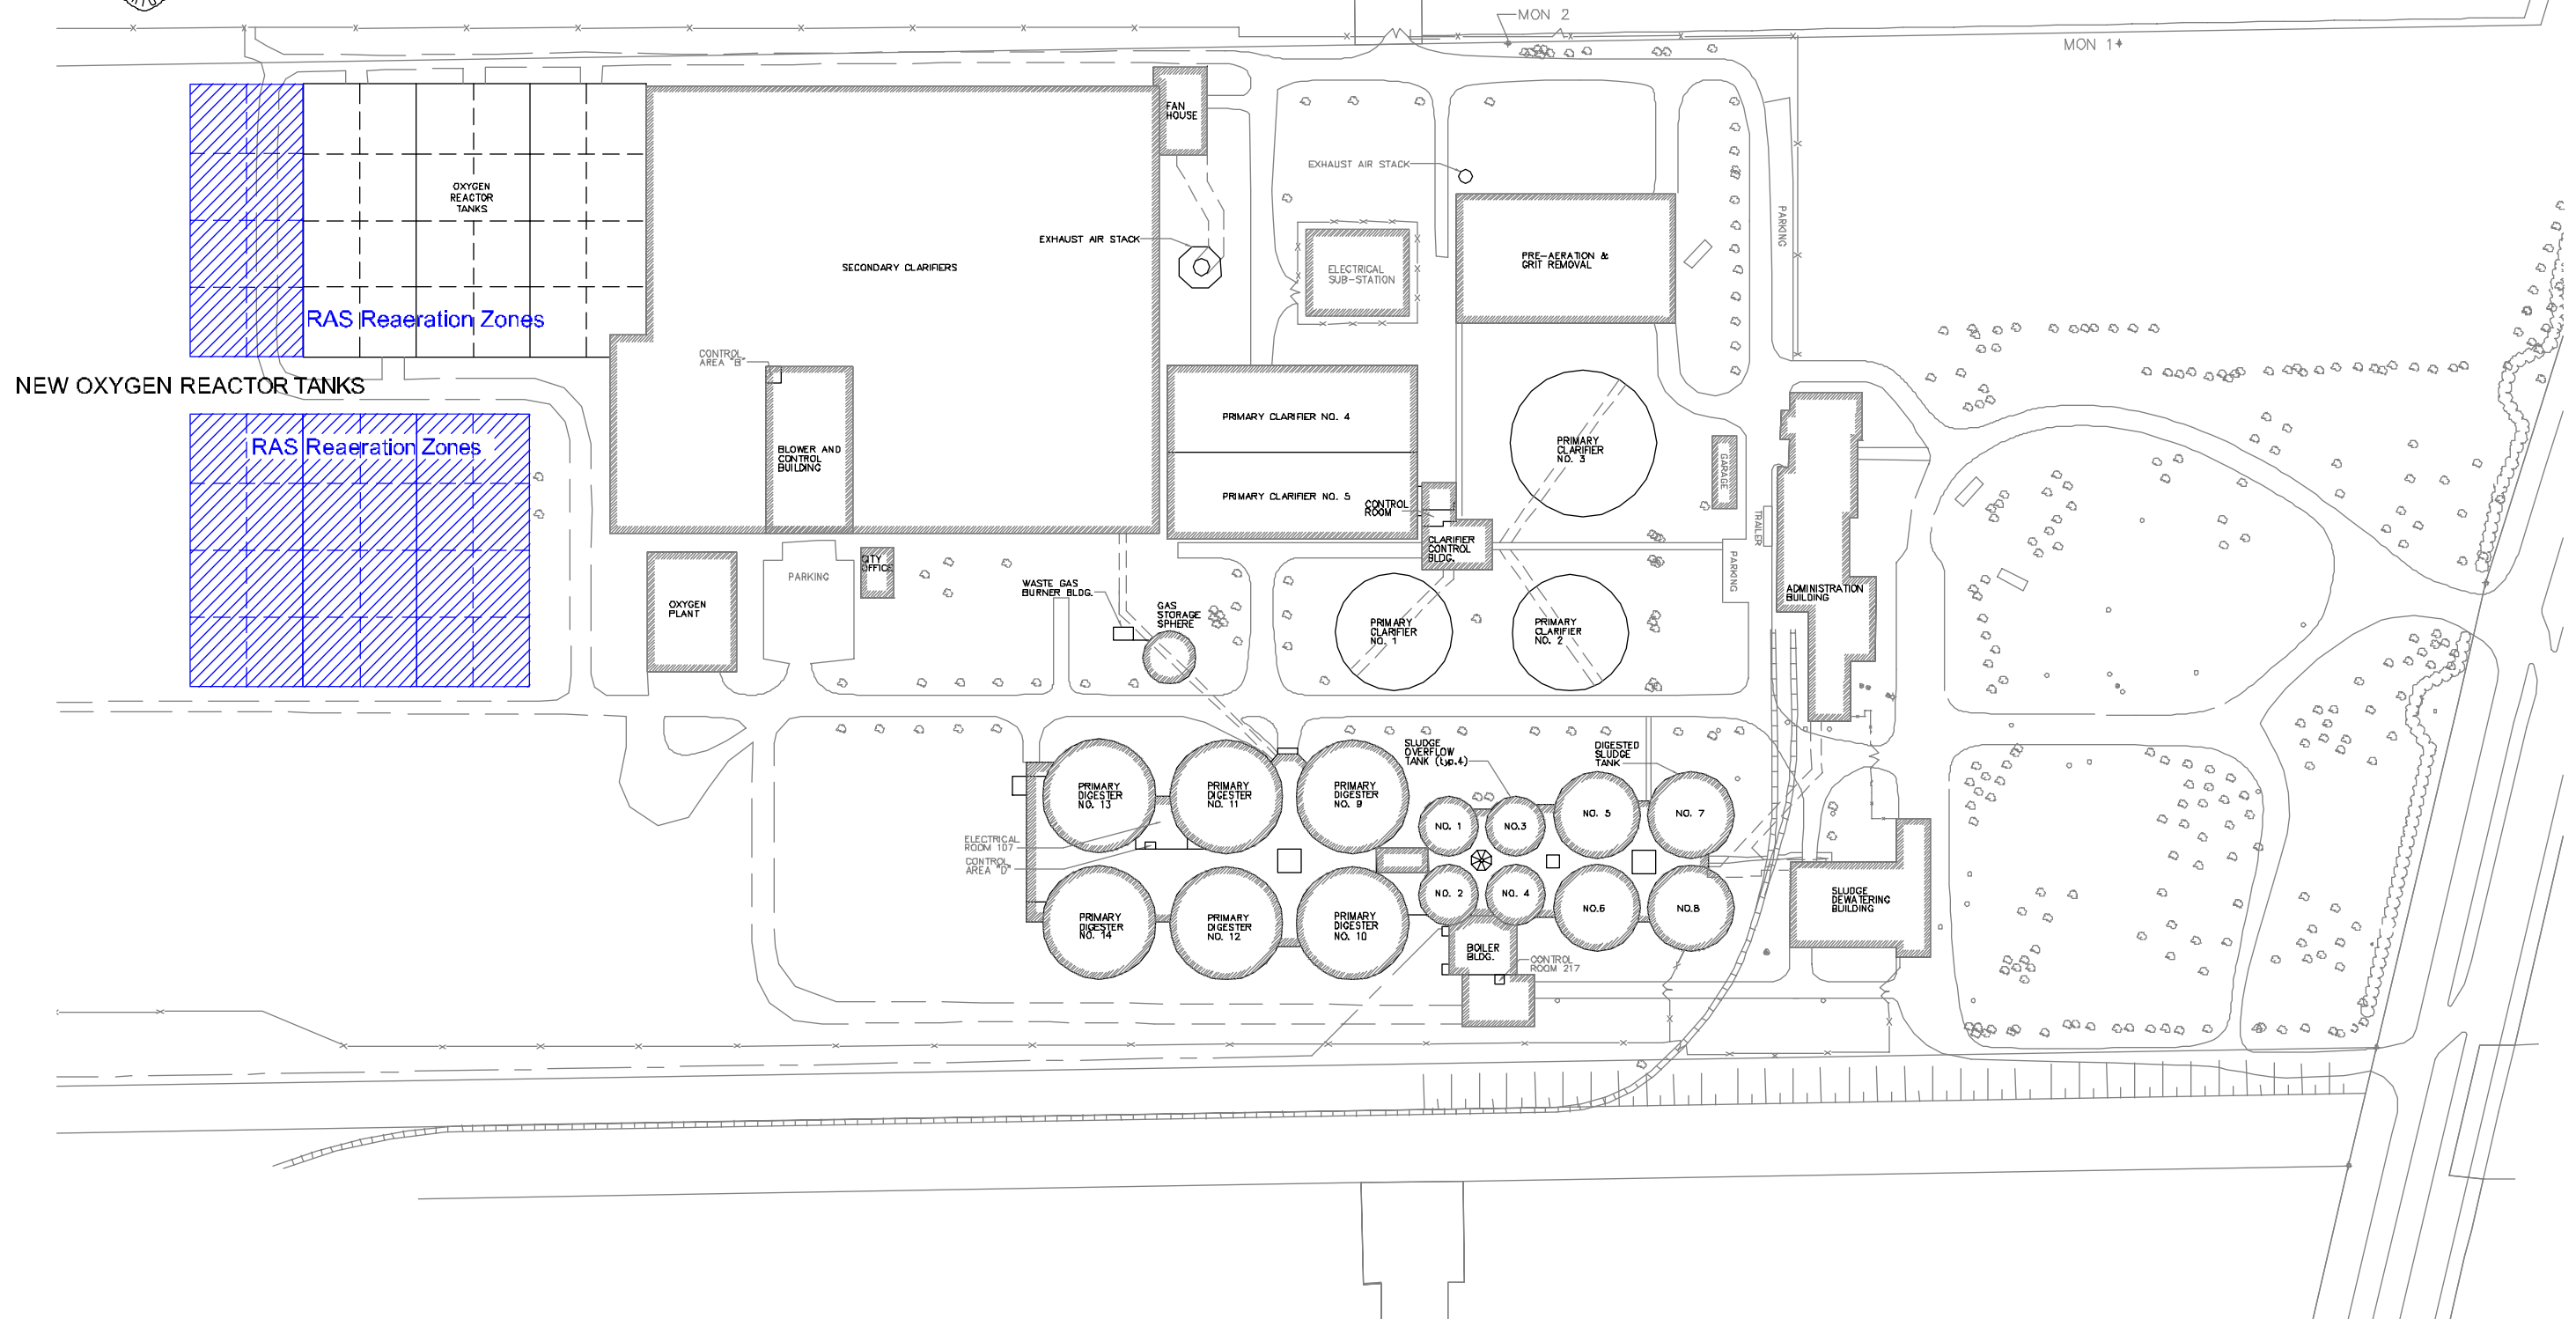 MON 2
MON 1
FAN
HOUSE
EXHAUST AIR STACK
OXYGEN
REACTOR
TANKS
PARKING
EXHAUST AIR STACK
SECONDARY CLARIFIERS
PRE-AERATION &
GRIT REMOVAL
ELECTRICAL
SUB-STATION
RAS Reaeration Zones
CONTROL
AREA "B"
NEW OXYGEN REACTOR TANKS
PRIMARY CLARIFIER NO. 4
RAS Reaeration Zones
BLOWER AND
CONTROL
BUILDING
PRIMARY
CLARIFIER
NO. 3
GARAGE
PRIMARY CLARIFIER NO. 5
CONTROL
ROOM
TRAILER
CLARIFIER
CONTROL
BLDG.
CITY
OFFICE
PARKING
PARKING
WASTE GAS
BURNER BLDG.
ADMINISTRATION
BUILDING
OXYGEN
PLANT
GAS
STORAGE
SPHERE
PRIMARY
CLARIFIER
NO. 1
PRIMARY
CLARIFIER
NO. 2
SLUDGE
OVERFLOW
TANK (typ.4)
DIGESTED
SLUDGE
TANK
PRIMARY
DIGESTER
NO. 13
PRIMARY
DIGESTER
NO. 11
PRIMARY
DIGESTER
NO. 9
NO. 1
NO.3
NO. 5
NO. 7
ELECTRICAL
ROOM 107
CONTROL
AREA "D"
NO. 2
NO. 4
NO.6
NO.8
SLUDGE
DEWATERING
BUILDING
PRIMARY
DIGESTER
NO. 14
PRIMARY
DIGESTER
NO. 12
PRIMARY
DIGESTER
NO. 10
BOILER
BLDG.
CONTROL
ROOM 217